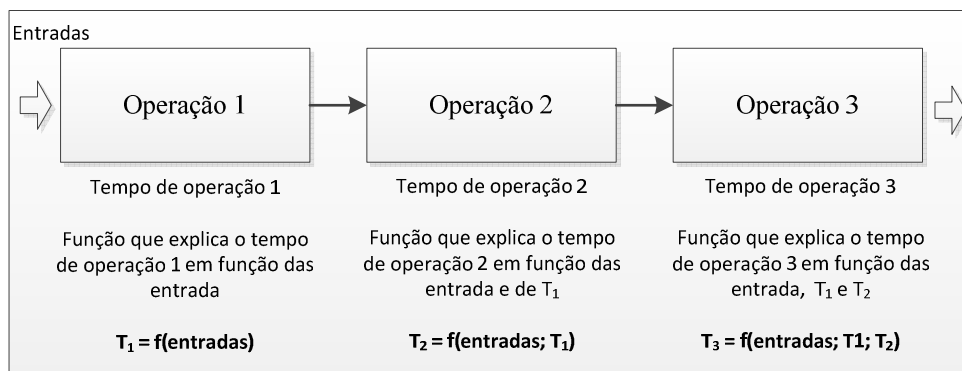 Entradas
Operação 1
Operação 2
Operação 3
Tempo de operação 1
Tempo de operação 2
Tempo de operação 3
Função que explica o tempo
de operação 1 em função das
entrada
Função que explica o tempo
de operação 2 em função das
entrada e de T₁
Função que explica o tempo
de operação 3 em função das
entrada, T₁ e T₂
T₁ = f(entradas)
T₂ = f(entradas; T₁)
T₃ = f(entradas; T1; T₂)